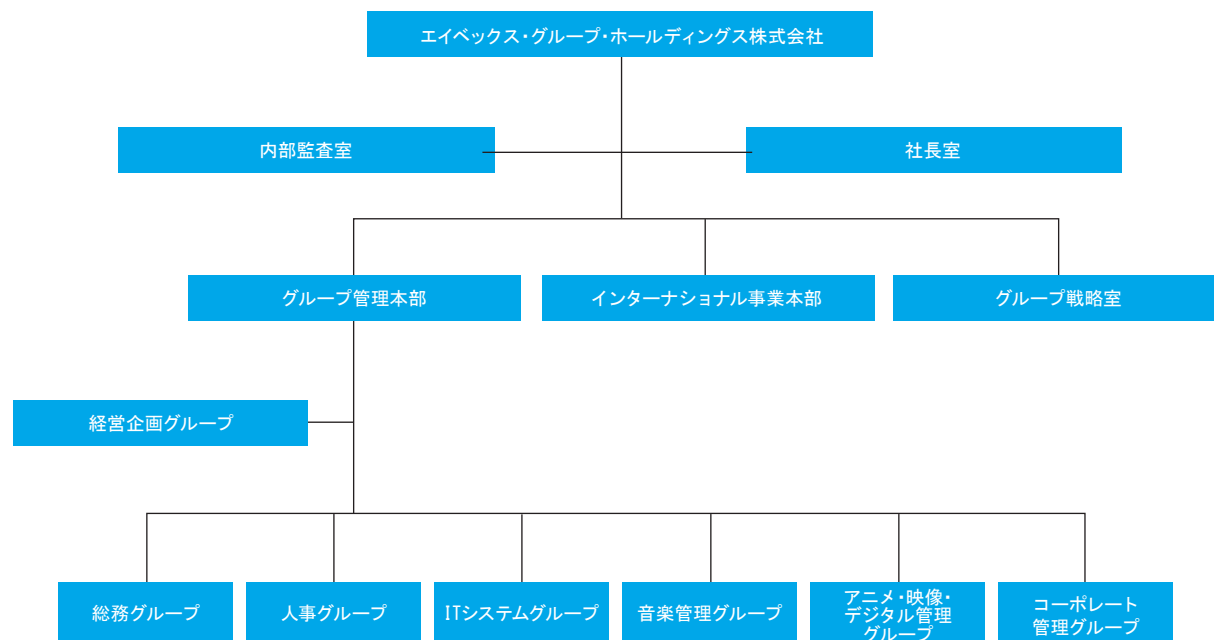 エイベックス・グループ・ホールディングス株式会社
内部監査室
社長室
グループ管理本部
インターナショナル事業本部
グループ戦略室
経営企画グループ
総務グループ
人事グループ
ITシステムグループ
音楽管理グループ
アニメ・映像・
デジタル管理
グループ
コーポレート
管理グループ